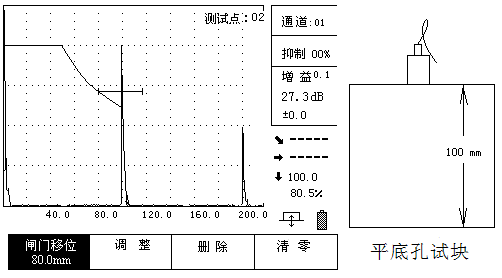 测试点:02
通道:01
抑制 00%
增益0.1
27.3dB
±0.0
------
------
100.0
80.5%
40.0 80.0 120.0 160.0 200.0
闸门移位
80.0mm
调 整
删 除
清 零
100 mm
平底孔试块